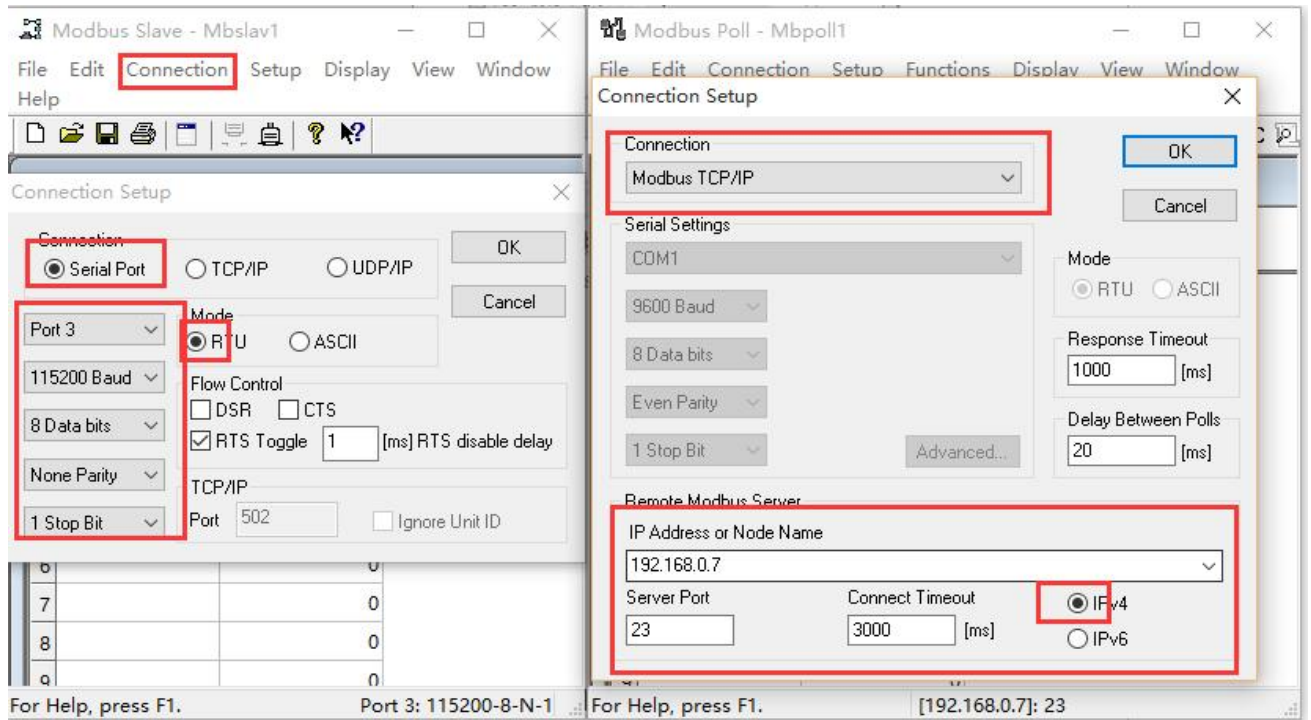 Modbus Slave - Mbslav1
File Edit Connection Setup Display View Window
Help
Connection Setup
Connection
Serial Port TCP/IP UDP/IP
OK
Cancel
Port 3
115200 Baud
8 Data bits
None Parity
1 Stop Bit
Mode
RTU ASCII
Flow Control
DSR CTS
RTS Toggle 1 [ms] RTS disable delay
TCP/IP
Port 502 Ignore Unit ID
6 0
7 0
8 0
9 0
For Help, press F1. Port 3: 115200-8-N-1
Modbus Poll - Mbpoll1
File Edit Connection Setup Functions Display View Window
Connection Setup
Connection
Modbus TCP/IP
OK
Cancel
Serial Settings
COM1
9600 Baud
8 Data bits
Even Parity
1 Stop Bit
Advanced...
Mode
RTU ASCII
Response Timeout
1000 [ms]
Delay Between Polls
20 [ms]
Remote Modbus Server
IP Address or Node Name
192.168.0.7
Server Port Connect Timeout
23 3000 [ms]
IPv4
IPv6
For Help, press F1. [192.168.0.7]: 23